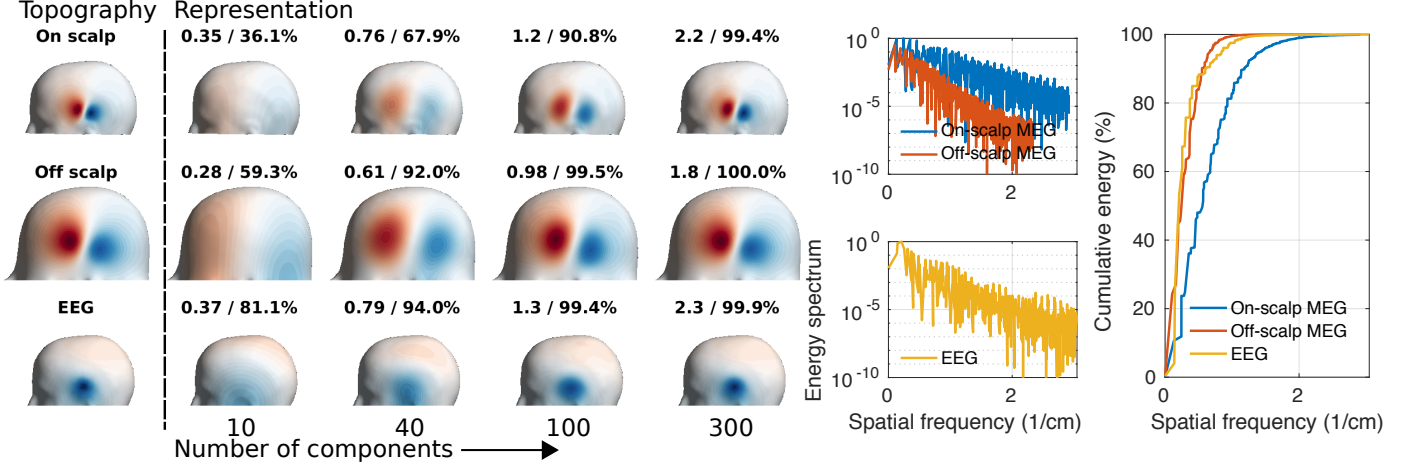 Topography Representation
On scalp 0.35 / 36.1% 0.76 / 67.9% 1.2 / 90.8% 2.2 / 99.4%
Off scalp 0.28 / 59.3% 0.61 / 92.0% 0.98 / 99.5% 1.8 / 100.0%
EEG 0.37 / 81.1% 0.79 / 94.0% 1.3 / 99.4% 2.3 / 99.9%
10 40 100 300
Number of components
10^0
10^-5
10^-10
0 2
On-scalp MEG
Off-scalp MEG
Energy spectrum
10^0
10^-5
10^-10
EEG
0 2
Spatial frequency (1/cm)
Cumulative energy (%)
100
80
60
40
20
0
On-scalp MEG
Off-scalp MEG
EEG
0 2
Spatial frequency (1/cm)